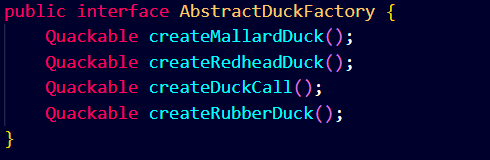 public interface AbstractDuckFactory {
    Quackable createMallardDuck();
    Quackable createRedheadDuck();
    Quackable createDuckCall();
    Quackable createRubberDuck();
}